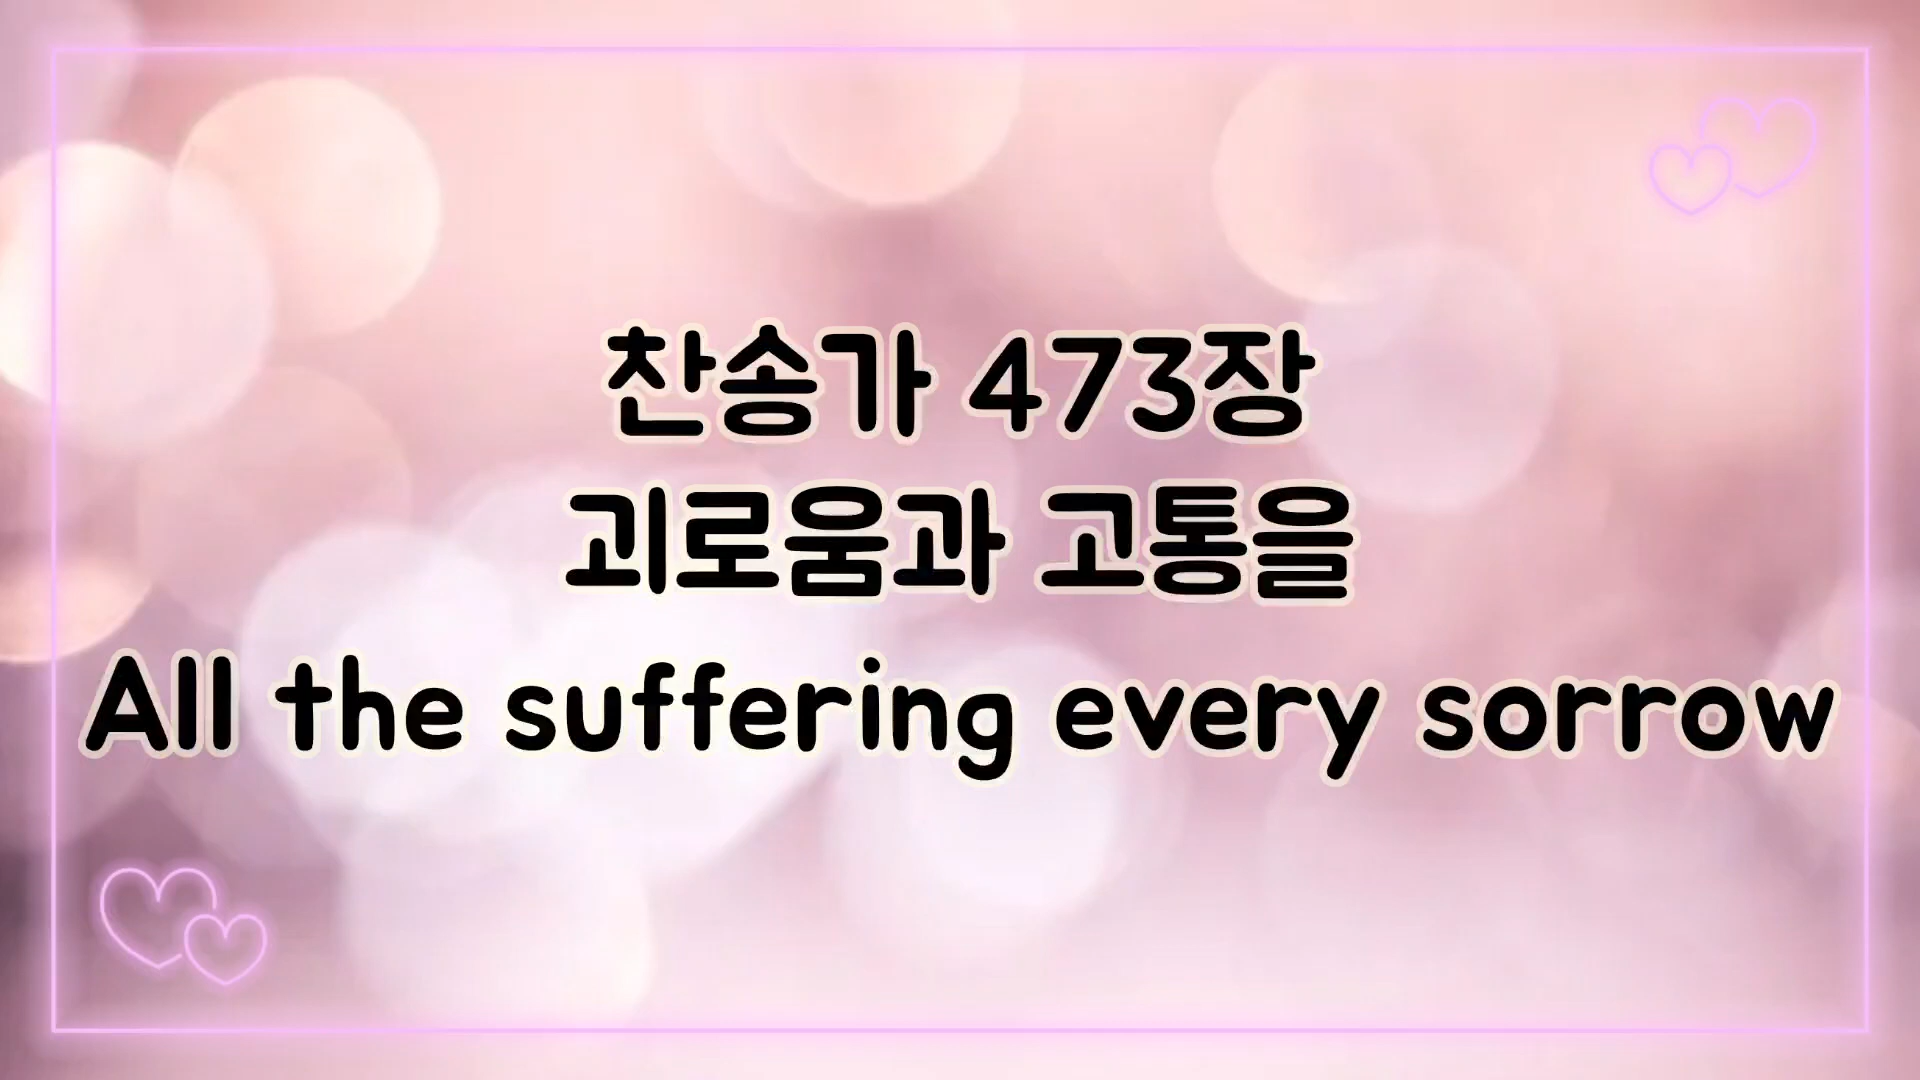 찬송가 473장
괴로움과 고통을
All the suffering every sorrow